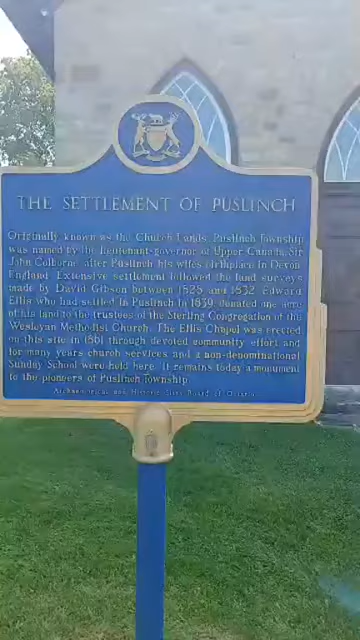 THE SETTLEMENT OF PUSLINCH
Originally known as the Church Lands, Puslinch Township
was named by the lieutenant-governor of Upper Canada, Sir
John Colborne, after Puslinch his wife's birthplace in Devon
England. Extensive settlement followed the land surveys
made by David Gibson between 1828 and 1832. Edward
Ellis who had settled in Puslinch in 1839, donated one acre
of his land to the trustees of the Sterling Congregation of the
Wesleyan Methodist Church. The Ellis Chapel was erected
on this site in 1861 through devoted community effort and
for many years church services and a non-denominational
Sunday School were held here. It remains today a monument
to the pioneers of Puslinch Township.
Archaeological and Historic Sites Board of Ontario